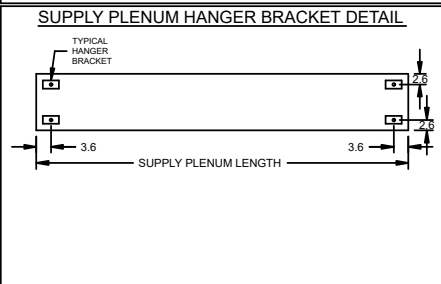 SUPPLY PLENUM HANGER BRACKET DETAIL
TYPICAL
HANGER
BRACKET
2.6
2.6
3.6
3.6
SUPPLY PLENUM LENGTH